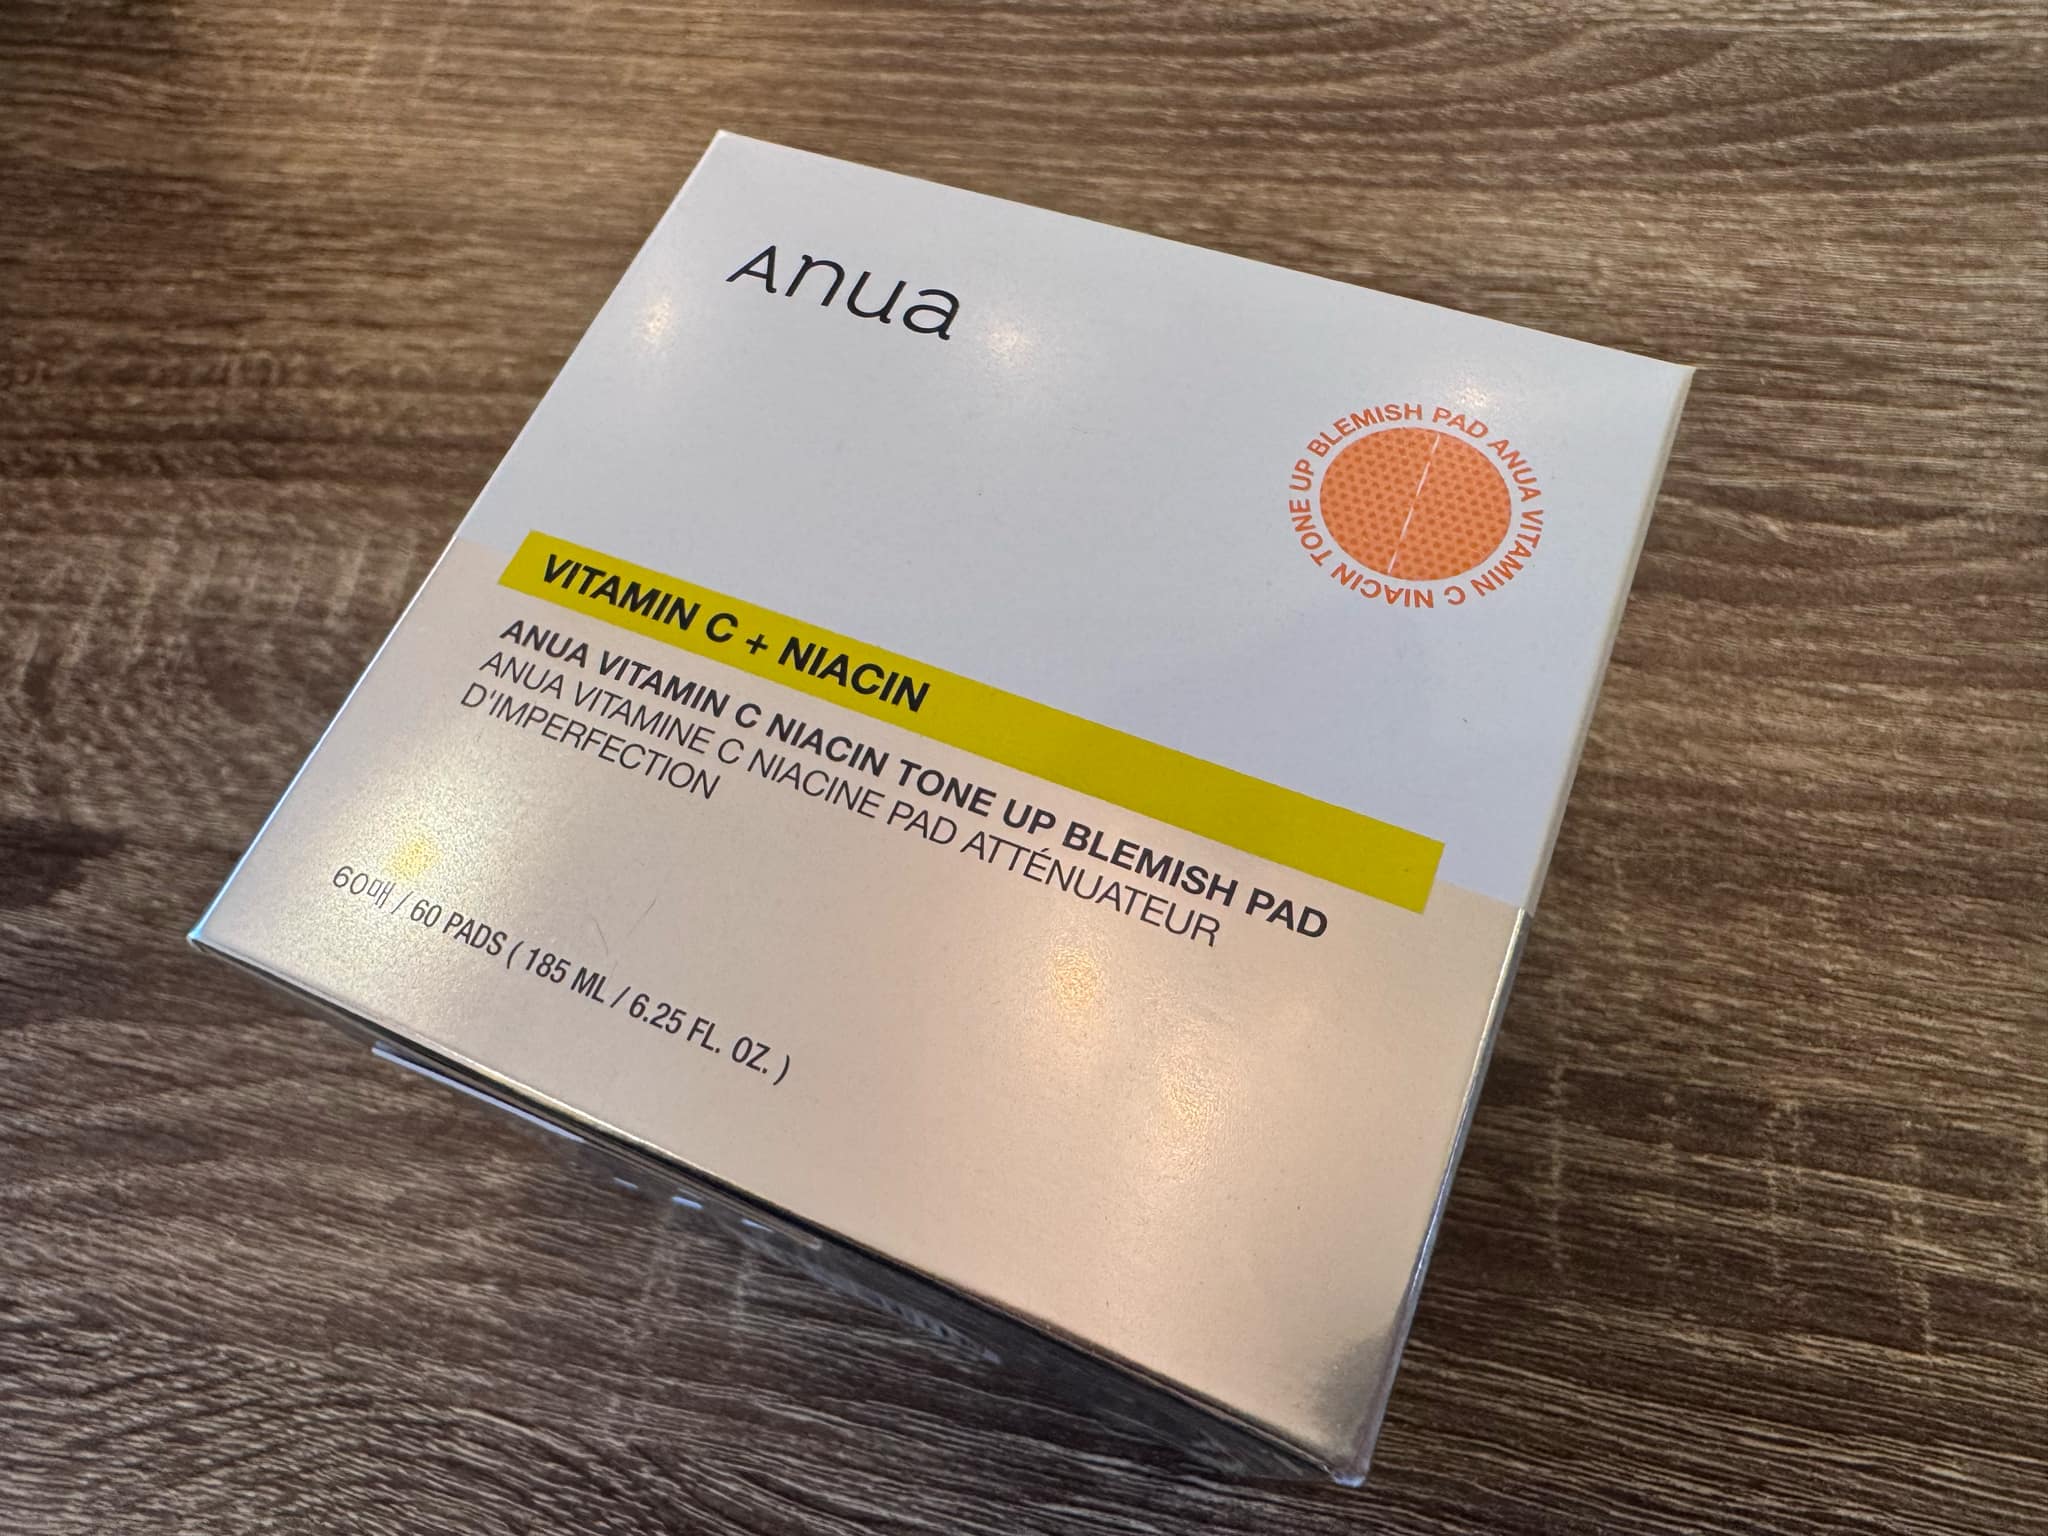 Anua
BLEMISH PAD ANUA VITAMIN C NIACIN TONE UP
VITAMIN C + NIACIN
ANUA VITAMIN C NIACIN TONE UP BLEMISH PAD
ANUA VITAMINE C NIACINE PAD ATTÉNUATEUR
D'IMPERFECTION
60매 / 60 PADS ( 185 ML / 6.25 FL. OZ. )